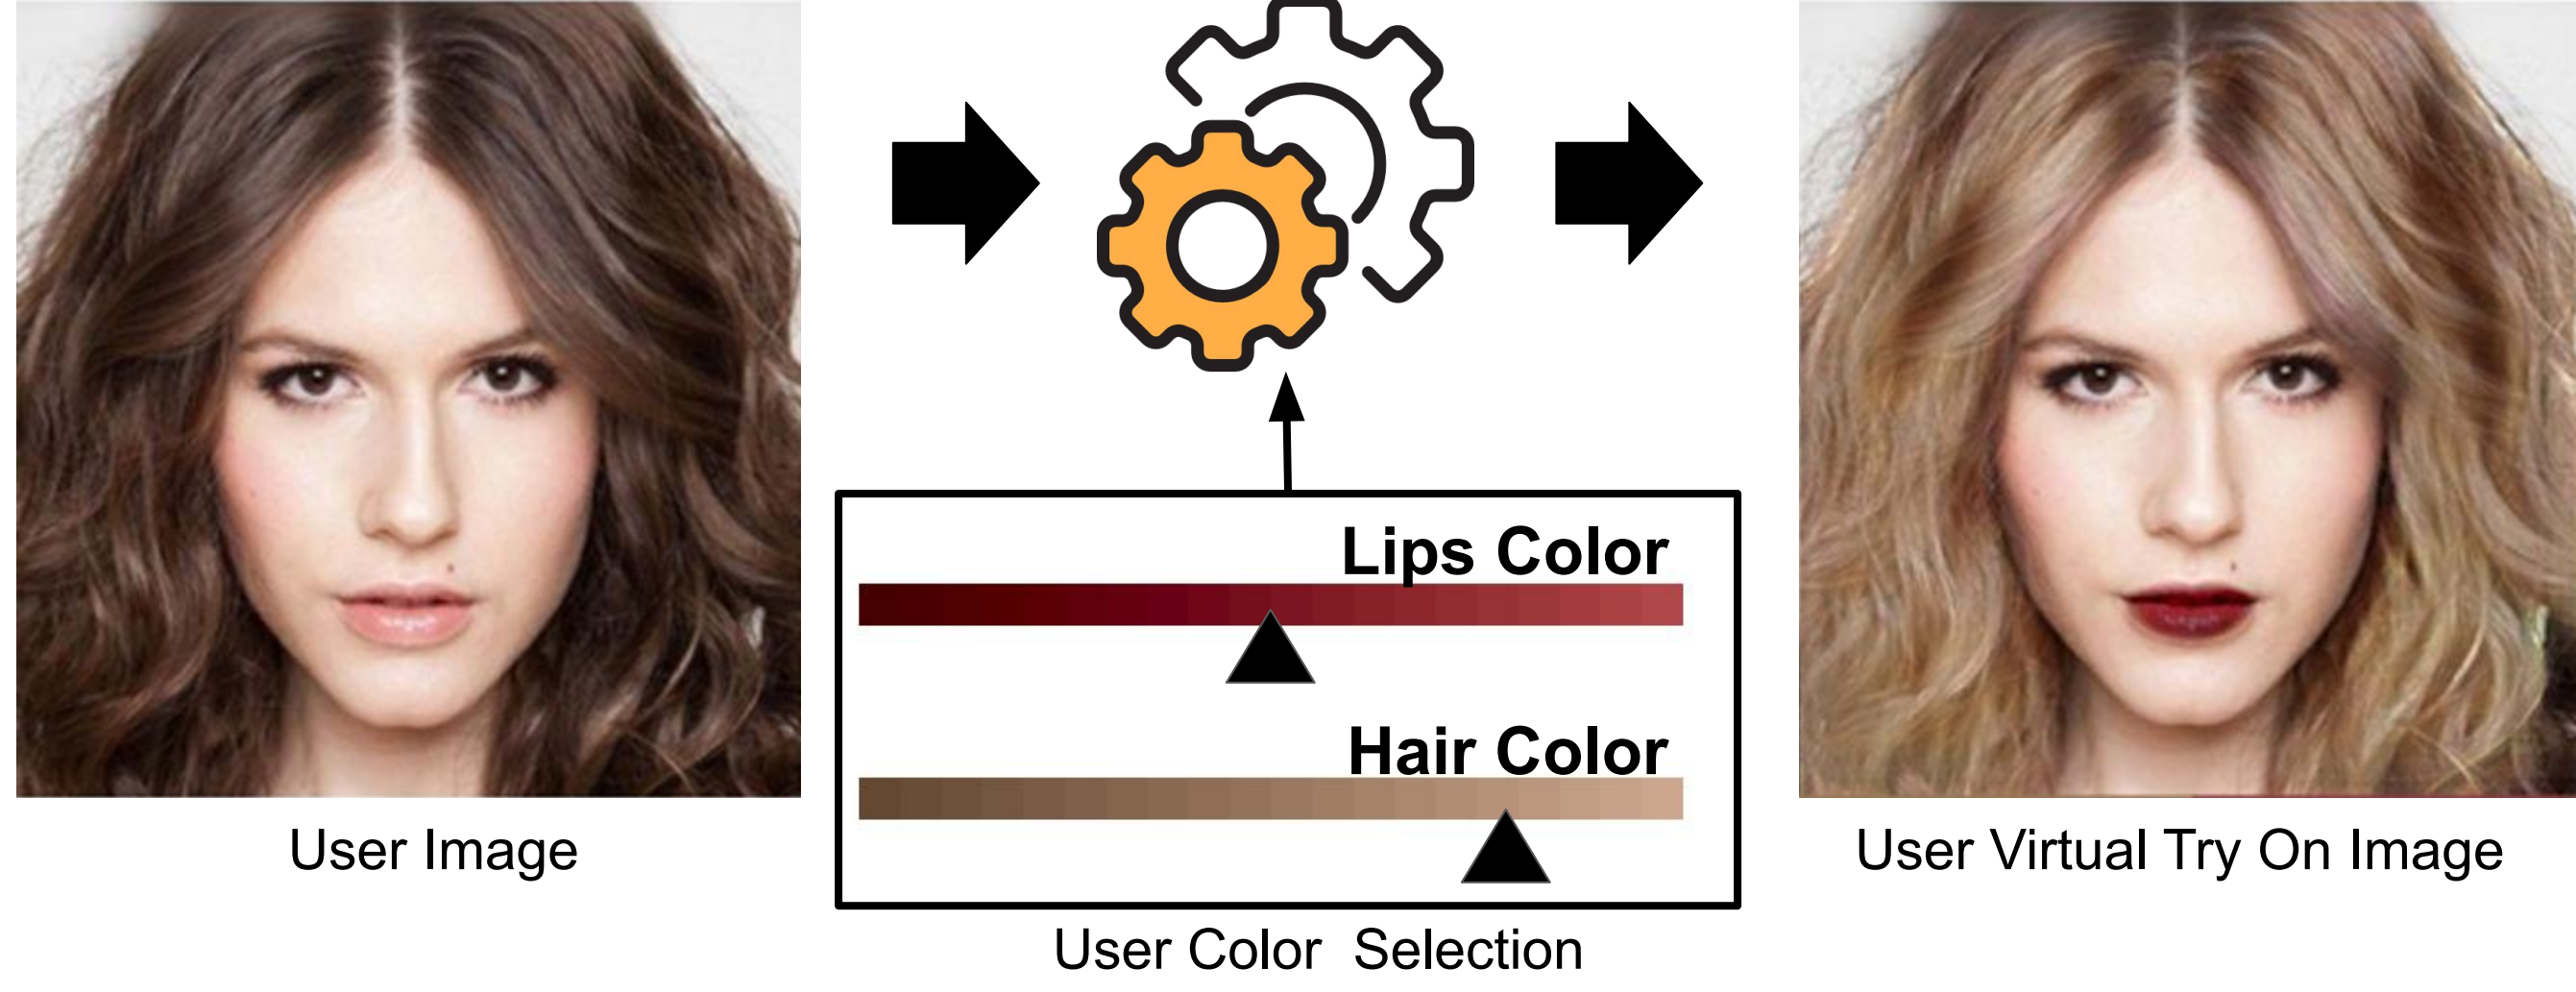 Lips Color
Hair Color
User Image
User Virtual Try On Image
User Color  Selection